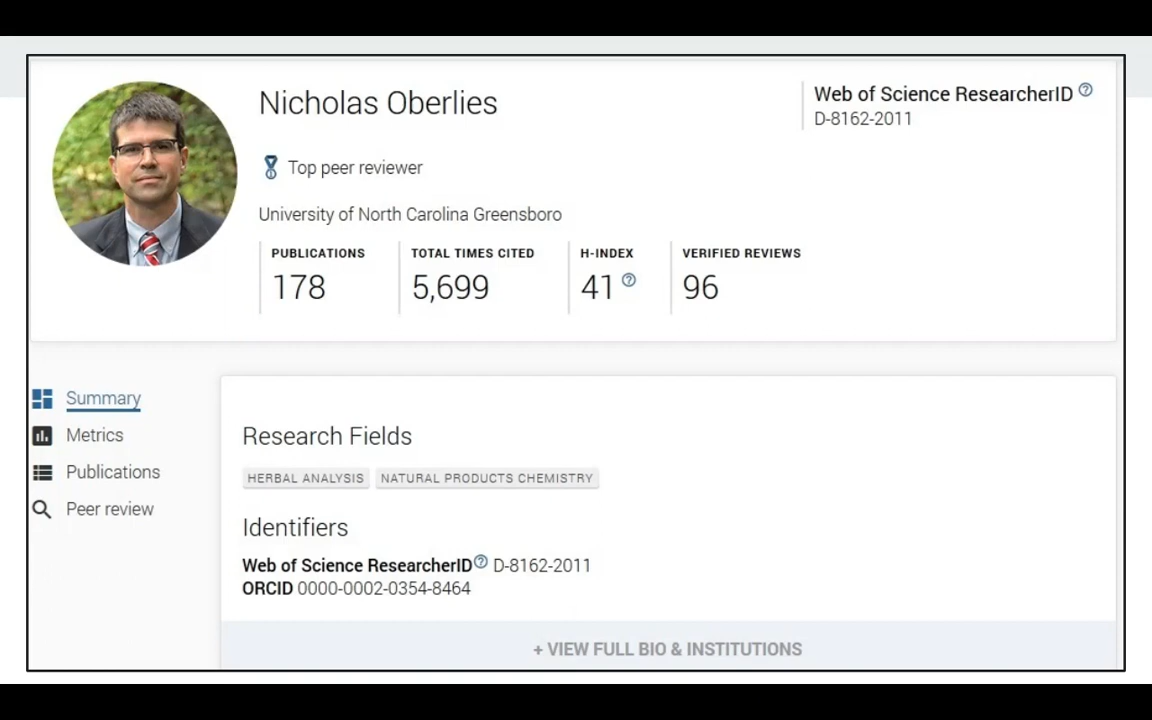 Nicholas Oberlies
Web of Science ResearcherID
D-8162-2011
Top peer reviewer
University of North Carolina Greensboro
PUBLICATIONS TOTAL TIMES CITED H-INDEX VERIFIED REVIEWS
178 5,699 41 96
Summary
Metrics
Publications
Peer review
Research Fields
HERBAL ANALYSIS NATURAL PRODUCTS CHEMISTRY
Identifiers
Web of Science ResearcherID D-8162-2011
ORCID 0000-0002-0354-8464
+ VIEW FULL BIO & INSTITUTIONS